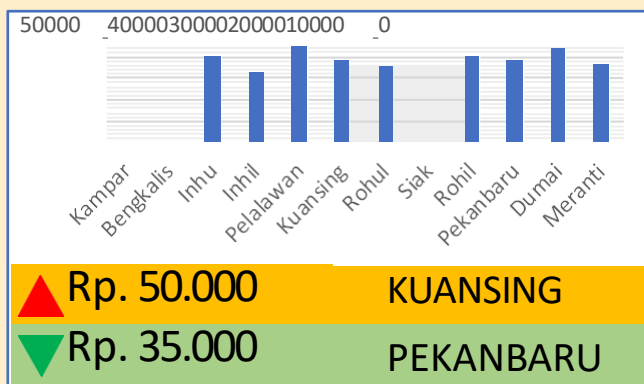 50000 40000300002000010000 0
Kampar
Bengkalis
Inhu
Inhil
Pelalawan
Kuansing
Rohul
Siak
Rohil
Pekanbaru
Dumai
Meranti
Rp. 50.000 KUANSING
Rp. 35.000 PEKANBARU